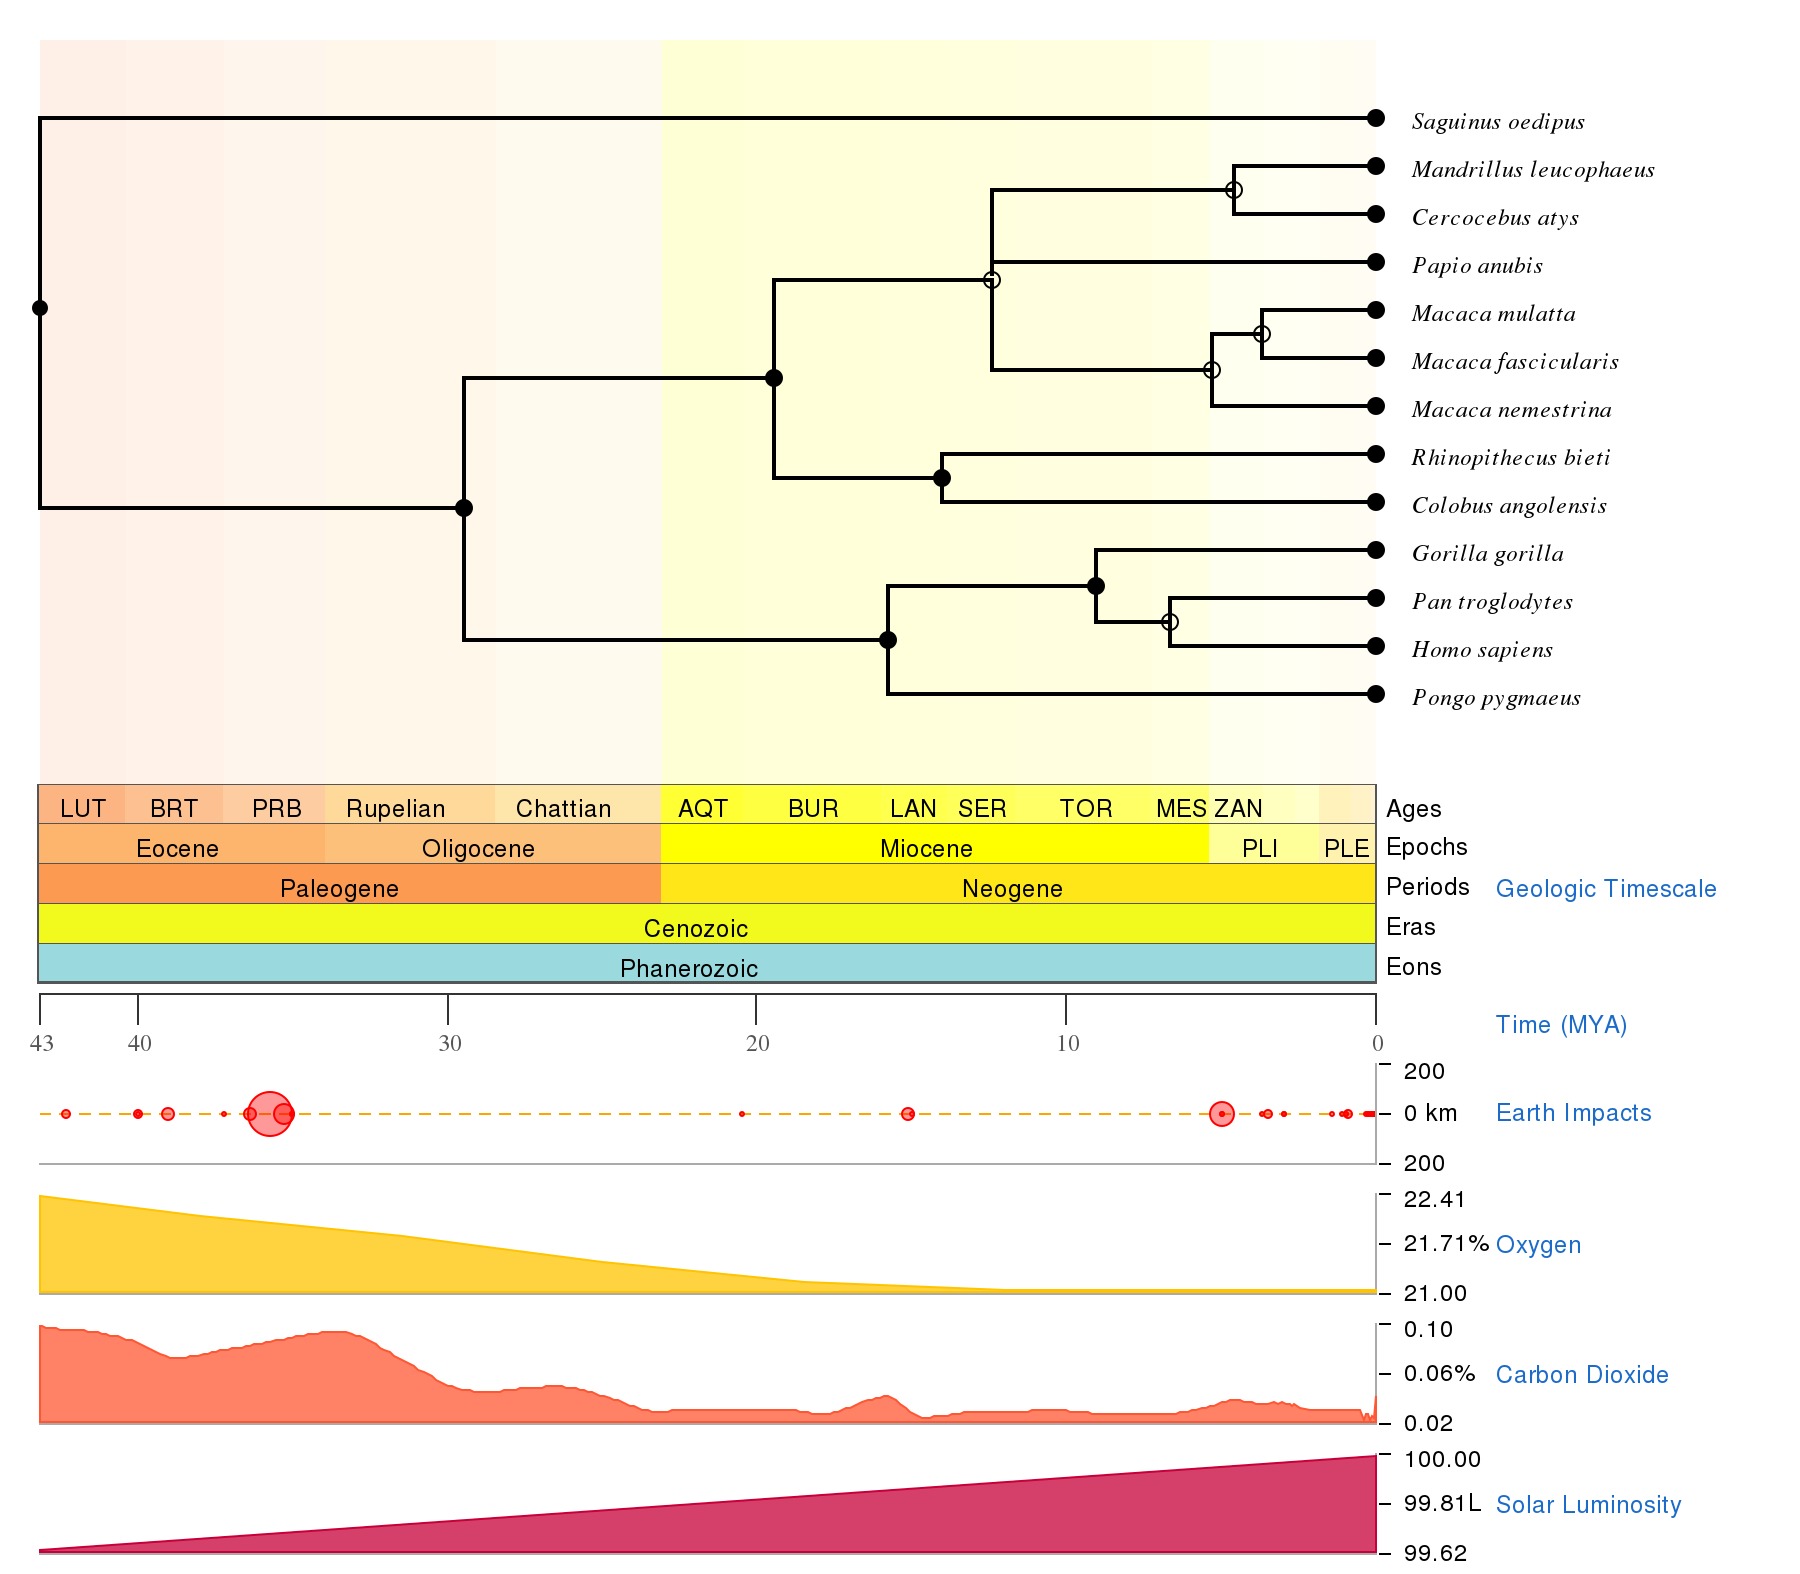 Saguinus oedipus
Mandrillus leucophaeus
Cercocebus atys
Papio anubis
Macaca mulatta
Macaca fascicularis
Macaca nemestrina
Rhinopithecus bieti
Colobus angolensis
Gorilla gorilla
Pan troglodytes
Homo sapiens
Pongo pygmaeus
LUT BRT PRB Rupelian Chattian AQT BUR LAN SER TOR MES ZAN Ages
Eocene Oligocene Miocene PLI PLE Epochs
Paleogene Neogene Periods Geologic Timescale
Cenozoic Eras
Phanerozoic Eons
Time (MYA)
43 40 30 20 10 0
200
0 km Earth Impacts
200
22.41
21.71% Oxygen
21.00
0.10
0.06% Carbon Dioxide
0.02
100.00
99.81L Solar Luminosity
99.62